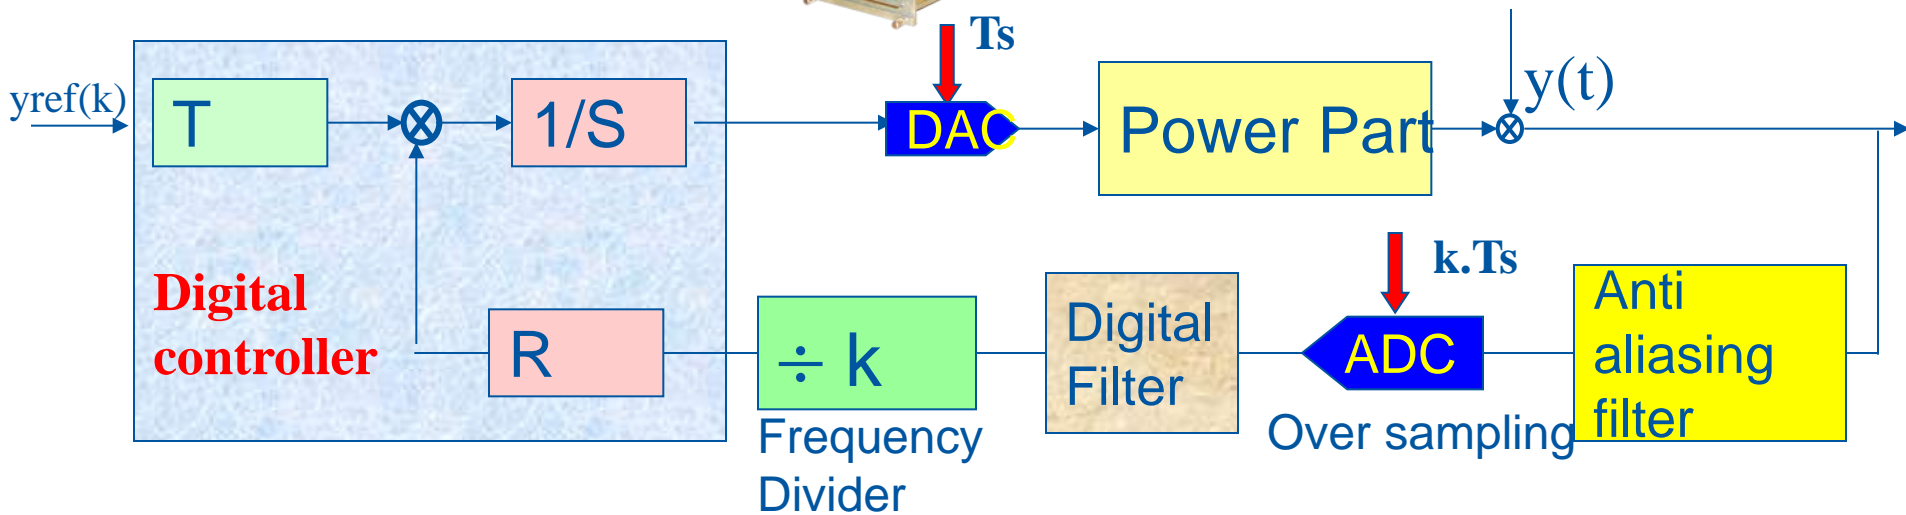 Ts
yref(k)
T
1/S
DAC
Power Part
y(t)
Digital
controller
R
÷ k
Frequency
Divider
Digital
Filter
k.Ts
ADC
Over sampling
Anti
aliasing
filter